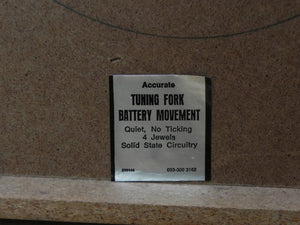 Accurate
TUNING FORK
BATTERY MOVEMENT
Quiet, No Ticking
4 Jewels
Solid State Circuitry